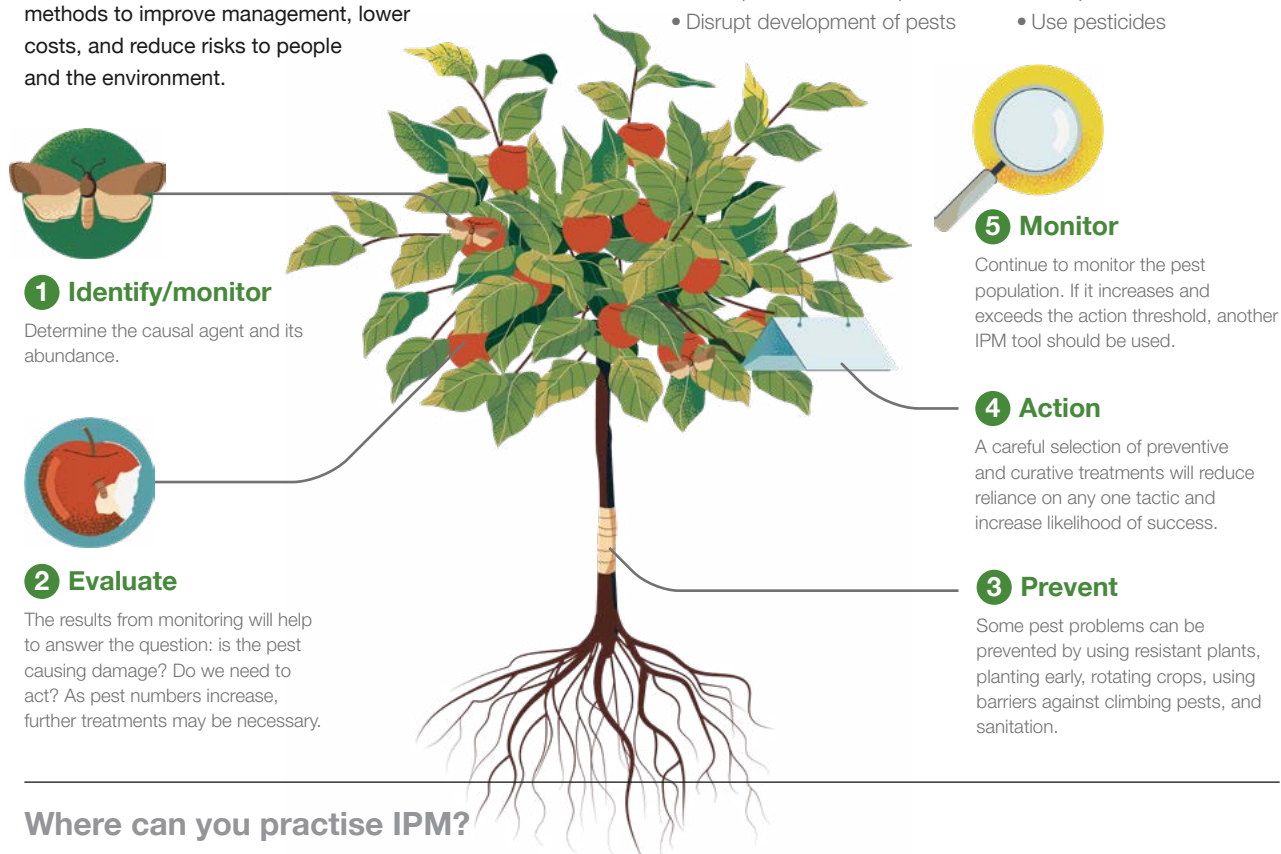 methods to improve management, lower
costs, and reduce risks to people
and the environment.
• Disrupt development of pests
• Use pesticides
1 Identify/monitor
Determine the causal agent and its
abundance.
2 Evaluate
The results from monitoring will help
to answer the question: is the pest
causing damage? Do we need to
act? As pest numbers increase,
further treatments may be necessary.
5 Monitor
Continue to monitor the pest
population. If it increases and
exceeds the action threshold, another
IPM tool should be used.
4 Action
A careful selection of preventive
and curative treatments will reduce
reliance on any one tactic and
increase likelihood of success.
3 Prevent
Some pest problems can be
prevented by using resistant plants,
planting early, rotating crops, using
barriers against climbing pests, and
sanitation.
Where can you practise IPM?